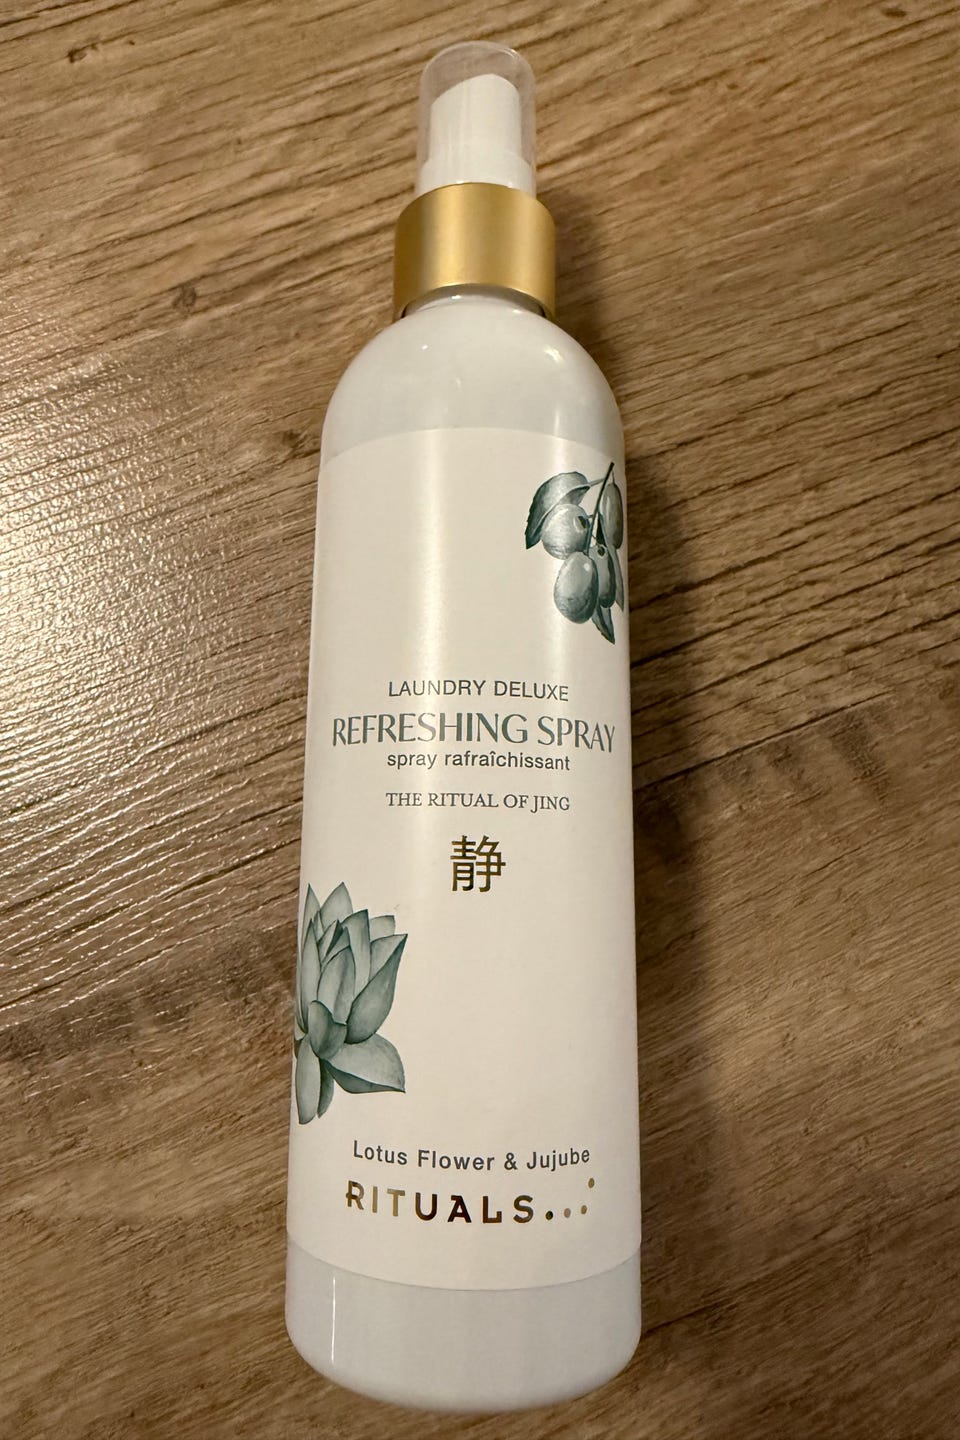 LAUNDRY DELUXE
REFRESHING SPRAY
spray rafraîchissant
THE RITUAL OF JING
静
Lotus Flower & Jujube
RITUALS...